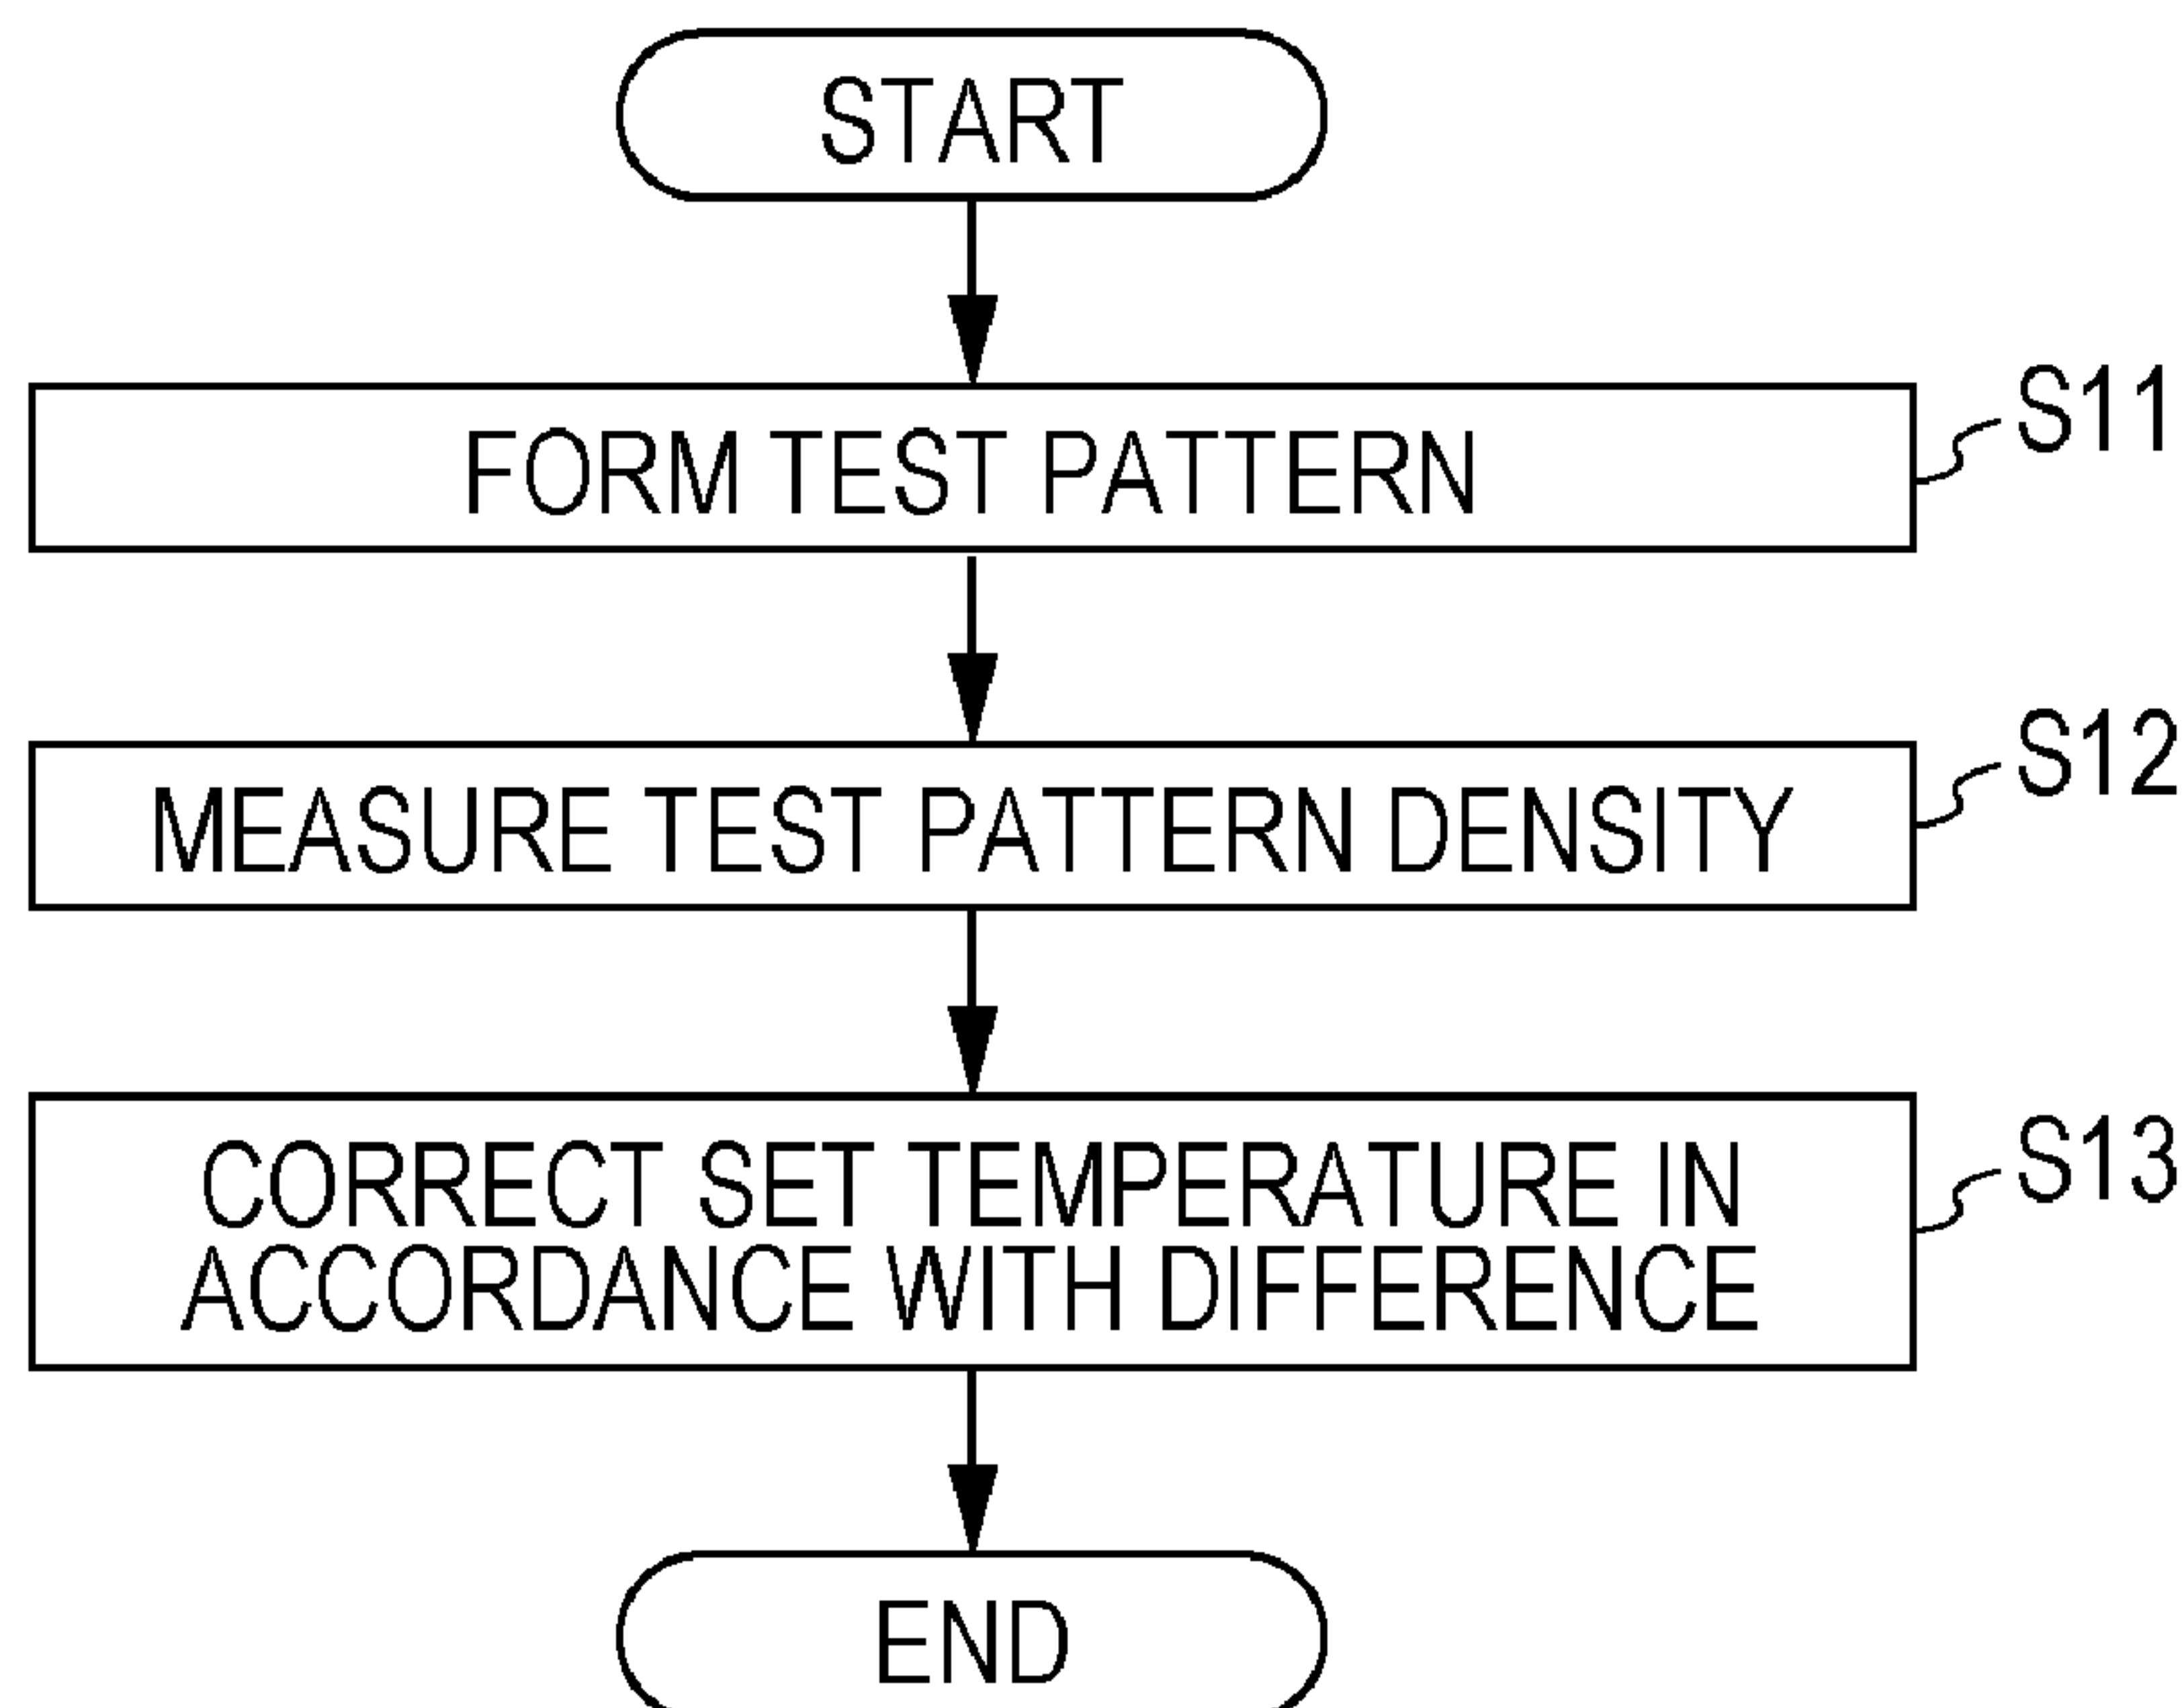 START
FORM TEST PATTERN
S11
MEASURE TEST PATTERN DENSITY
S12
CORRECT SET TEMPERATURE IN
ACCORDANCE WITH DIFFERENCE
S13
END